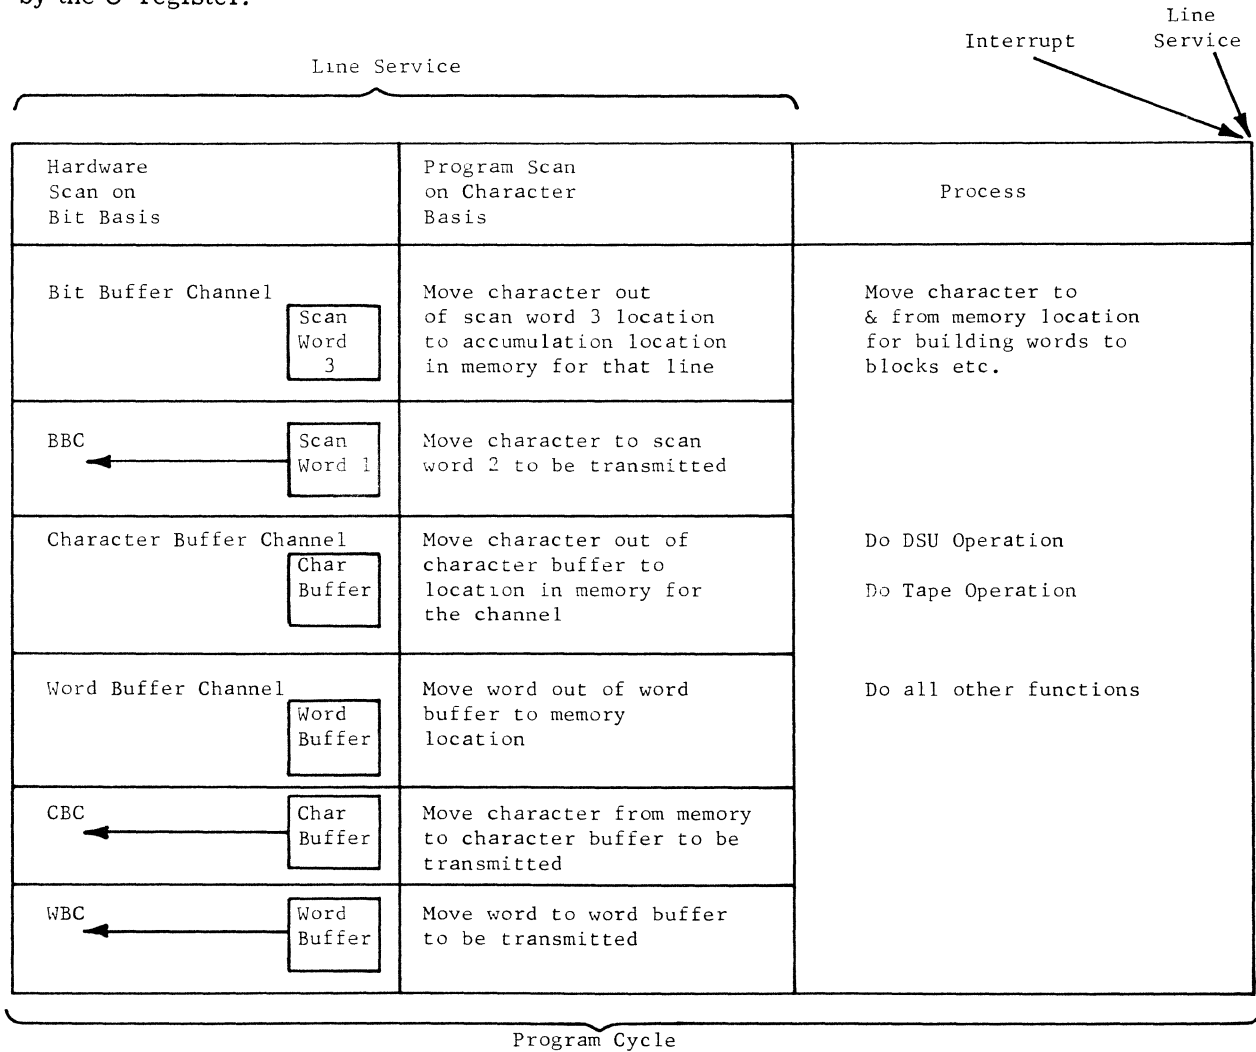 by the C register.
Line
Interrupt Service
Line Service
Hardware
Scan on
Bit Basis
Program Scan
on Character
Basis
Process
Bit Buffer Channel
Scan
Word
3
Move character out
of scan word 3 location
to accumulation location
in memory for that line
Move character to
& from memory location
for building words to
blocks etc.
BBC
Scan
Word 1
Move character to scan
word 2 to be transmitted
Character Buffer Channel
Char
Buffer
Move character out of
character buffer to
location in memory for
the channel
Do DSU Operation
Do Tape Operation
Word Buffer Channel
Word
Buffer
Move word out of word
buffer to memory
location
Do all other functions
CBC
Char
Buffer
Move character from memory
to character buffer to be
transmitted
WBC
Word
Buffer
Move word to word buffer
to be transmitted
Program Cycle